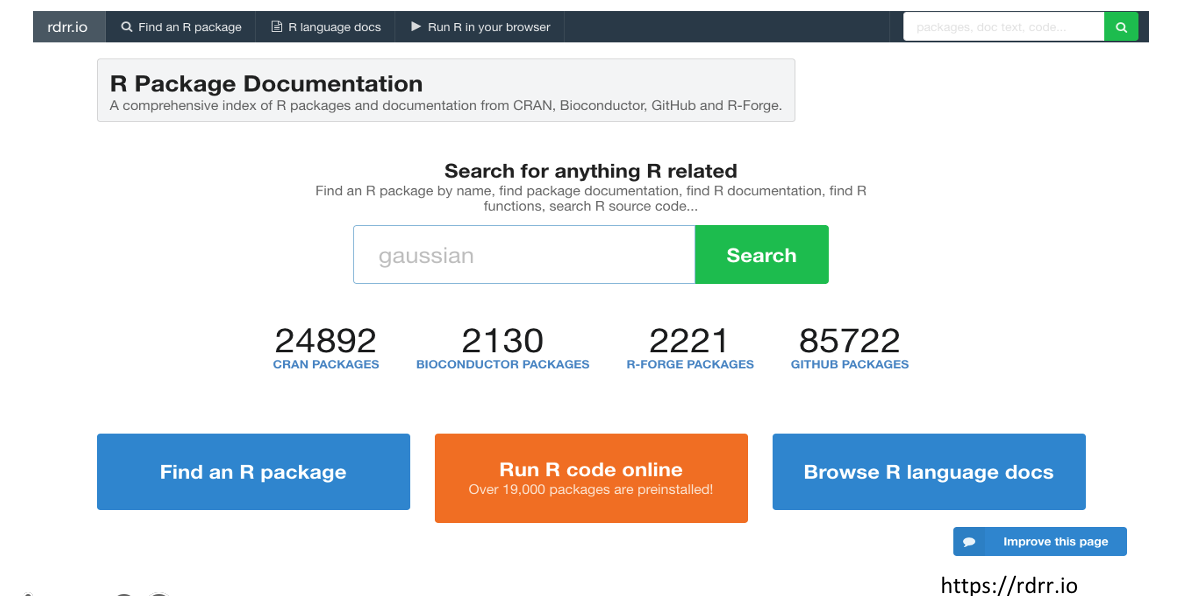 rdrr.io Find an R package R language docs Run R in your browser packages, doc text, code...
R Package Documentation
A comprehensive index of R packages and documentation from CRAN, Bioconductor, GitHub and R-Forge.
Search for anything R related
Find an R package by name, find package documentation, find R documentation, find R
functions, search R source code...
gaussian Search
24892 2130 2221 85722
CRAN PACKAGES BIOCONDUCTOR PACKAGES R-FORGE PACKAGES GITHUB PACKAGES
Find an R package Run R code online Browse R language docs
Over 19,000 packages are preinstalled!
Improve this page
https://rdrr.io